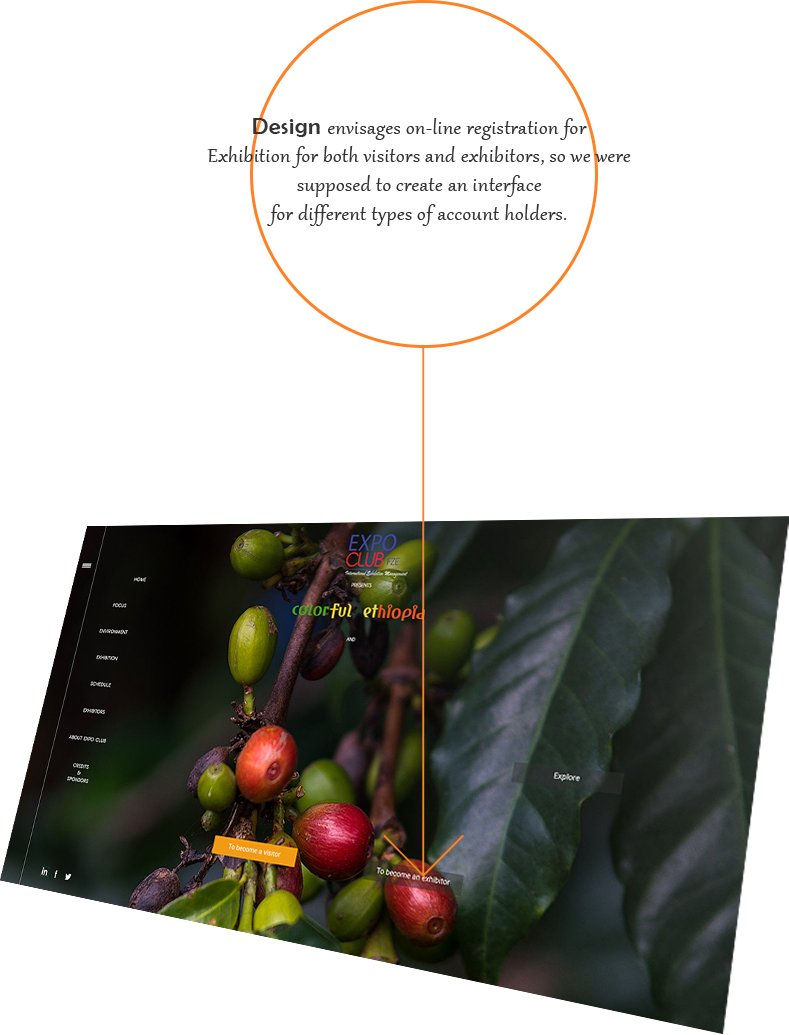 Design envisages on-line registration for
Exhibition for both visitors and exhibitors, so we were
supposed to create an interface
for different types of account holders.
EXPO
CLUB FZE
International Exhibition Management
PRESENTS
colorful ethiopia
AND
HOME
FOCUS
ENVIRONMENT
EXHIBITION
SCHEDULE
EXHIBITORS
ABOUT EXPO CLUB
CREDITS
&
SPONSORS
Explore
To become a visitor
To become an exhibitor
in f